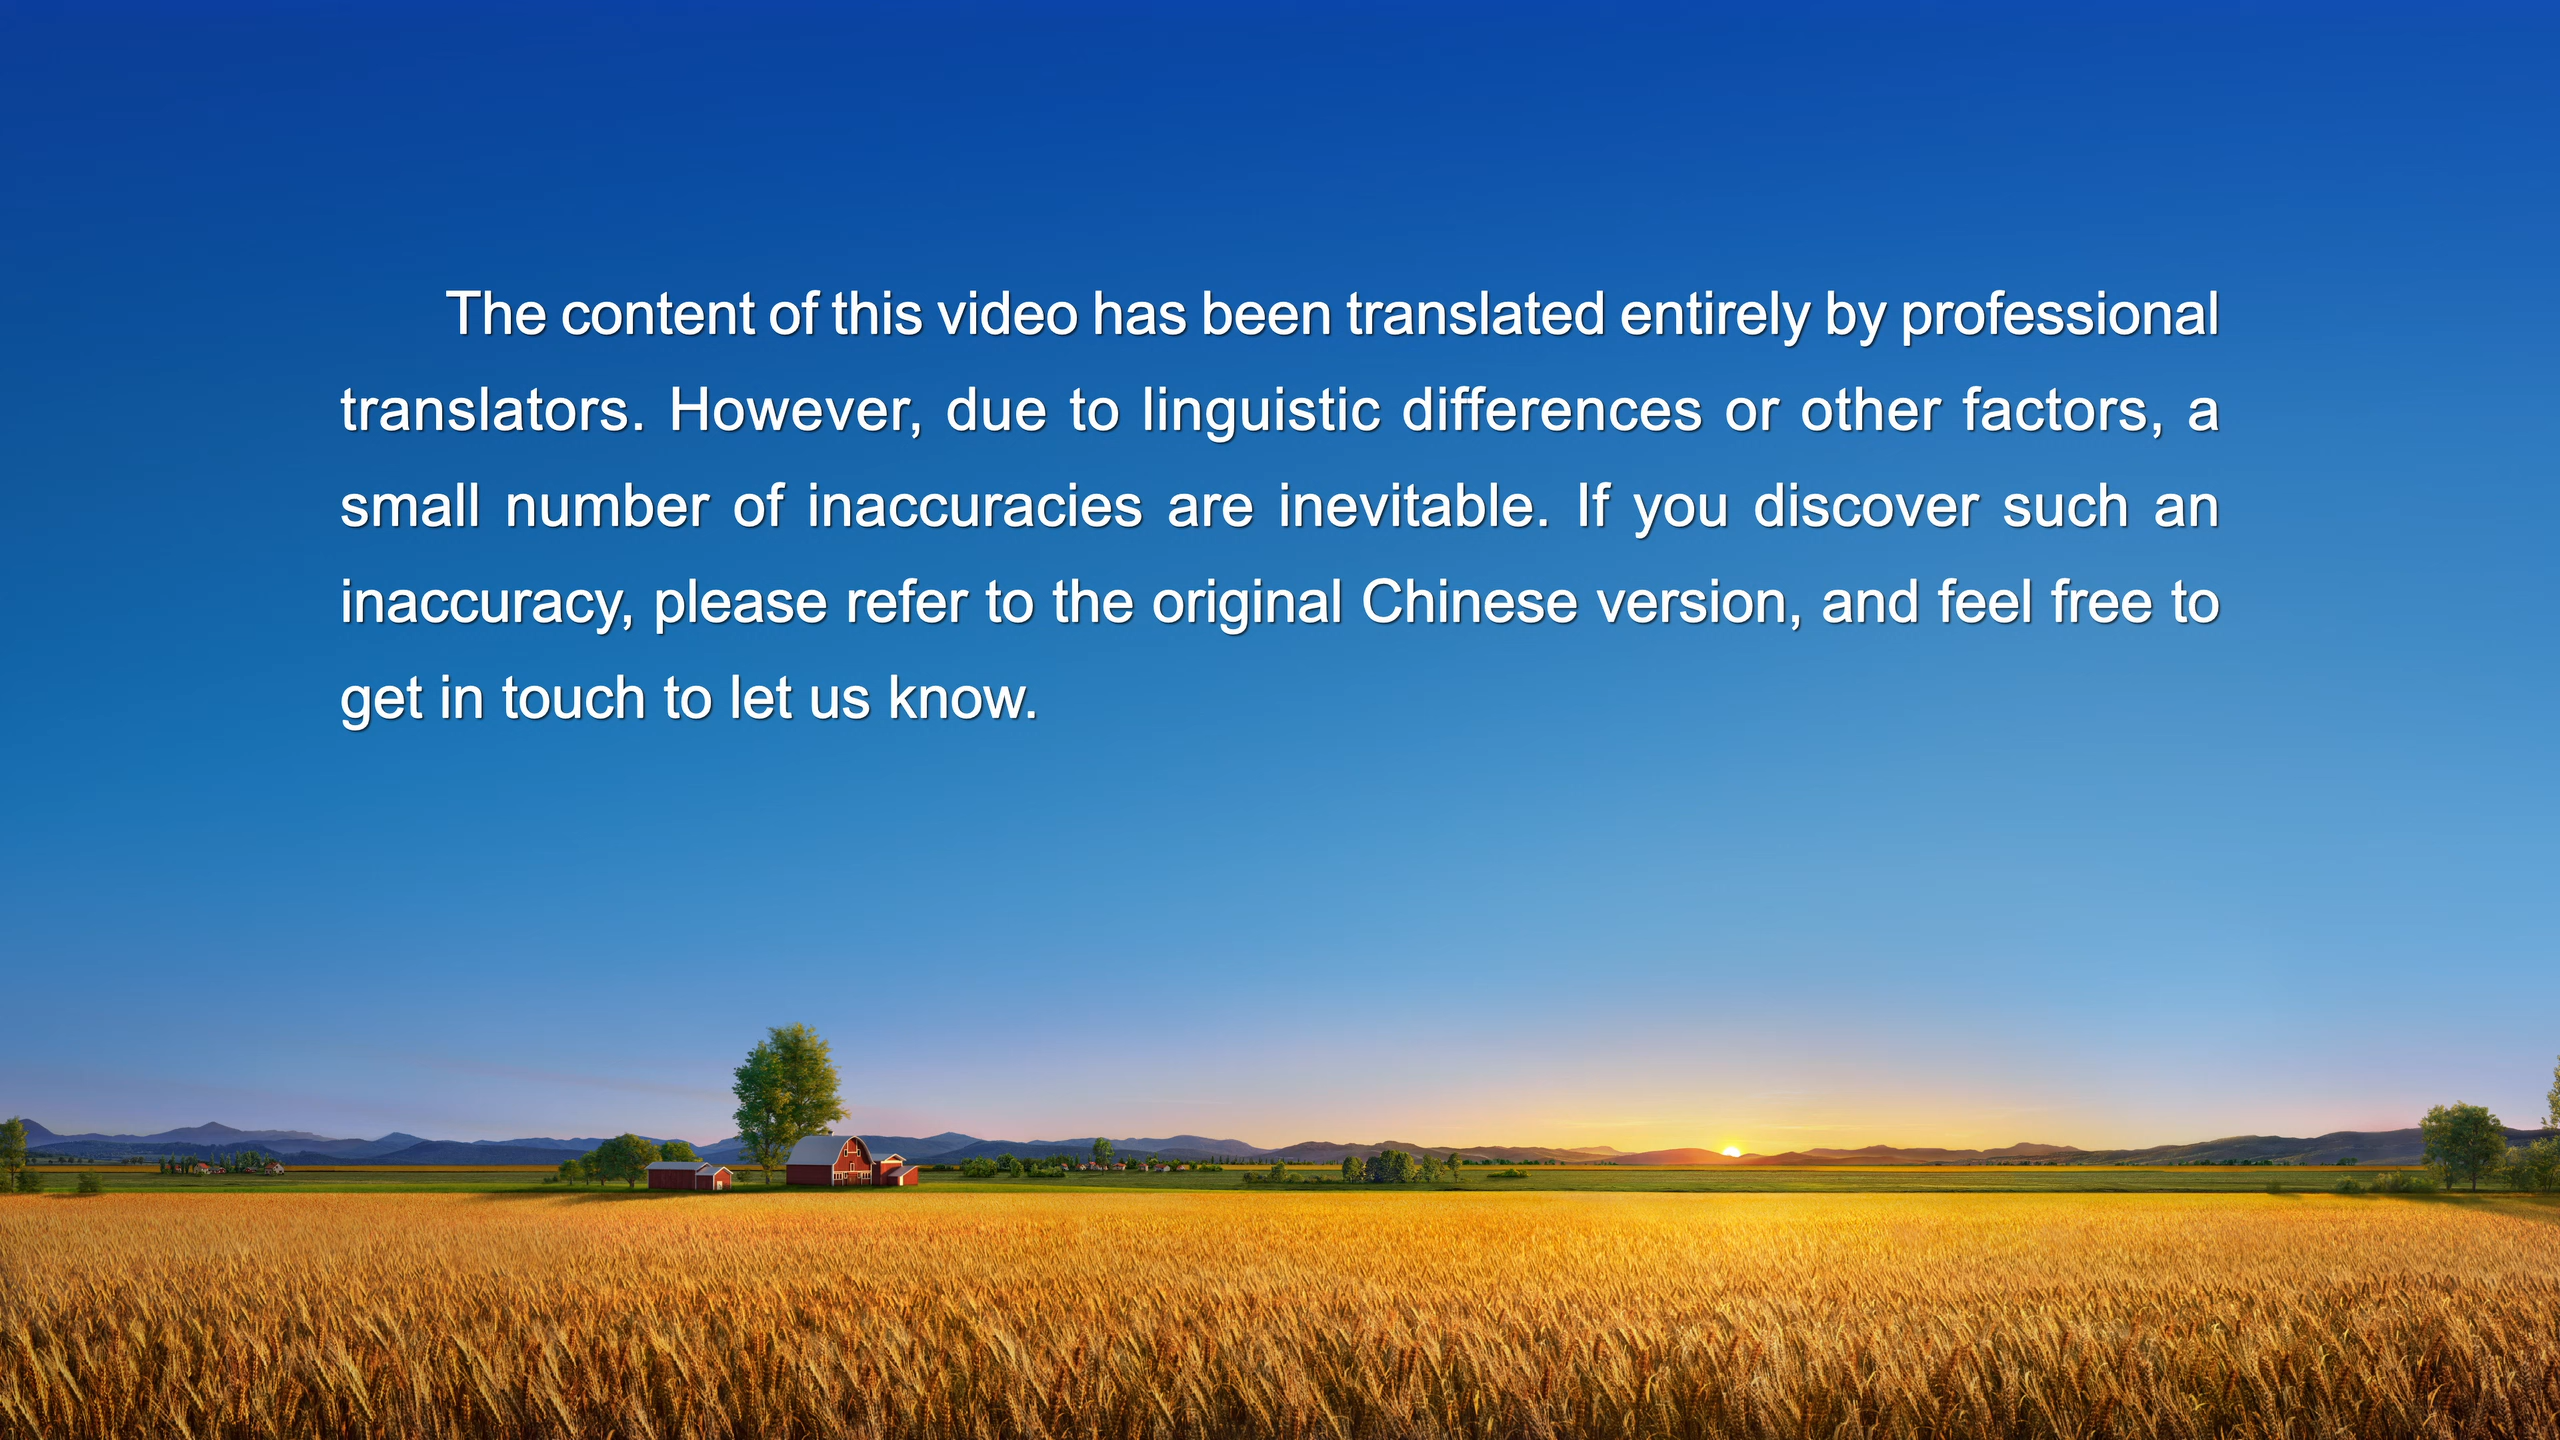 The content of this video has been translated entirely by professional
translators. However, due to linguistic differences or other factors, a
small number of inaccuracies are inevitable. If you discover such an
inaccuracy, please refer to the original Chinese version, and feel free to
get in touch to let us know.